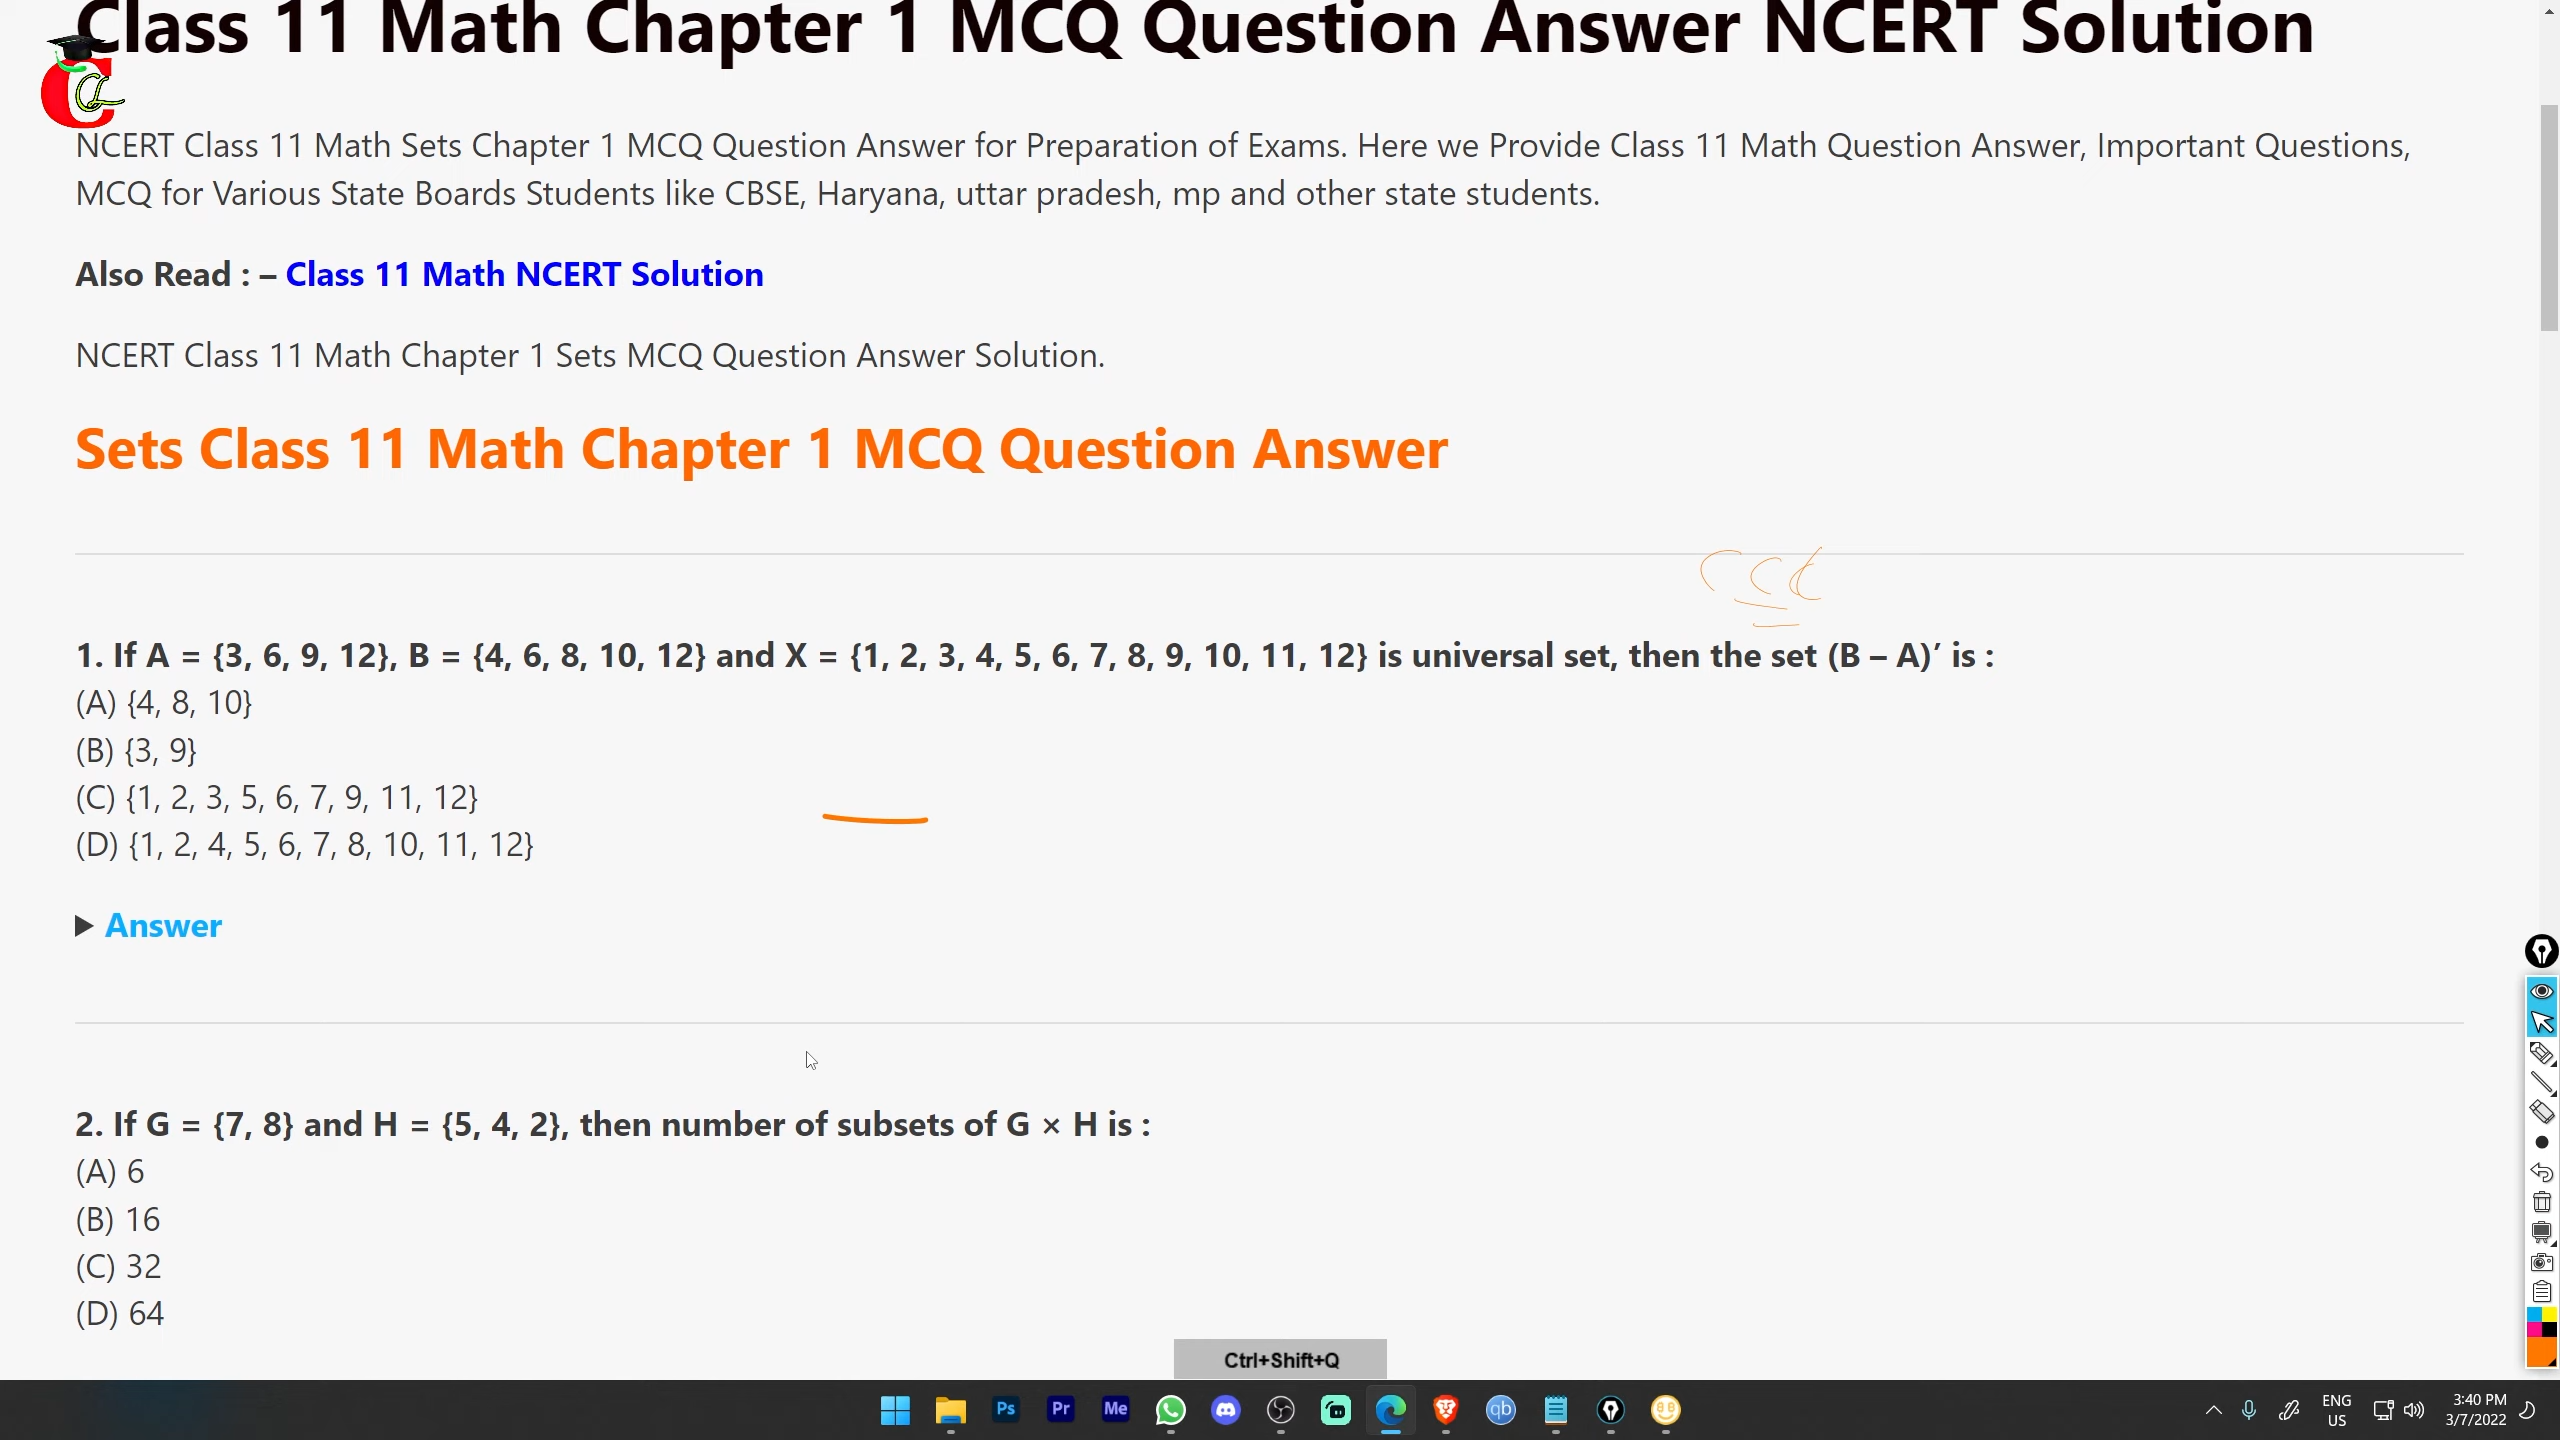 Class 11 Math Chapter 1 MCQ Question Answer NCERT Solution
NCERT Class 11 Math Sets Chapter 1 MCQ Question Answer for Preparation of Exams. Here we Provide Class 11 Math Question Answer, Important Questions,
MCQ for Various State Boards Students like CBSE, Haryana, uttar pradesh, mp and other state students.
Also Read : – Class 11 Math NCERT Solution
NCERT Class 11 Math Chapter 1 Sets MCQ Question Answer Solution.
Sets Class 11 Math Chapter 1 MCQ Question Answer
1. If A = {3, 6, 9, 12}, B = {4, 6, 8, 10, 12} and X = {1, 2, 3, 4, 5, 6, 7, 8, 9, 10, 11, 12} is universal set, then the set (B – A)’ is :
(A) {4, 8, 10}
(B) {3, 9}
(C) {1, 2, 3, 5, 6, 7, 9, 11, 12}
(D) {1, 2, 4, 5, 6, 7, 8, 10, 11, 12}
Answer
2. If G = {7, 8} and H = {5, 4, 2}, then number of subsets of G × H is :
(A) 6
(B) 16
(C) 32
(D) 64
Ctrl+Shift+Q
Ps Pr Me qb
ENG
US
3:40 PM
3/7/2022